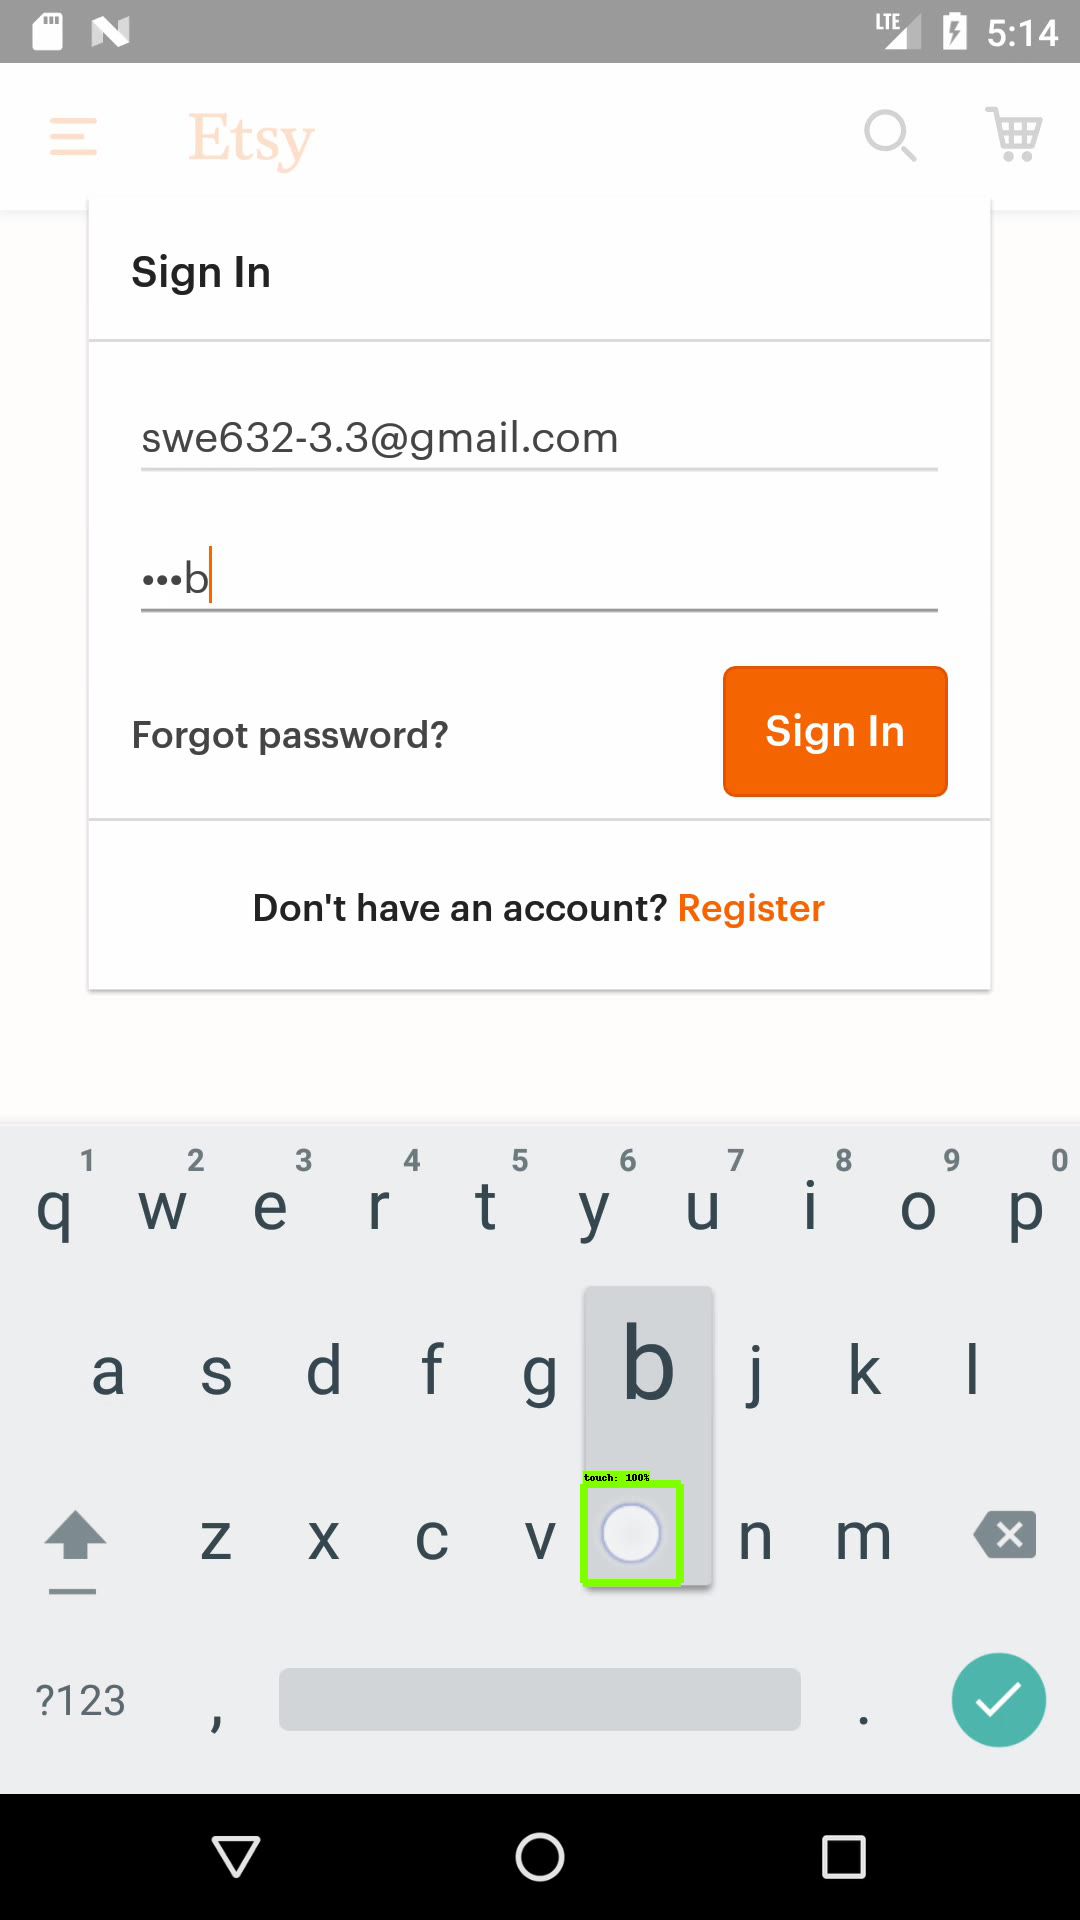 LTE 5:14
Etsy
Sign In
swe632-3.3@gmail.com
•••b
Forgot password? Sign In
Don't have an account? Register
1 2 3 4 5 6 7 8 9 0
q w e r t y u i o p
a s d f g b j k l
touch: 100%
z x c v n m
?123 , .